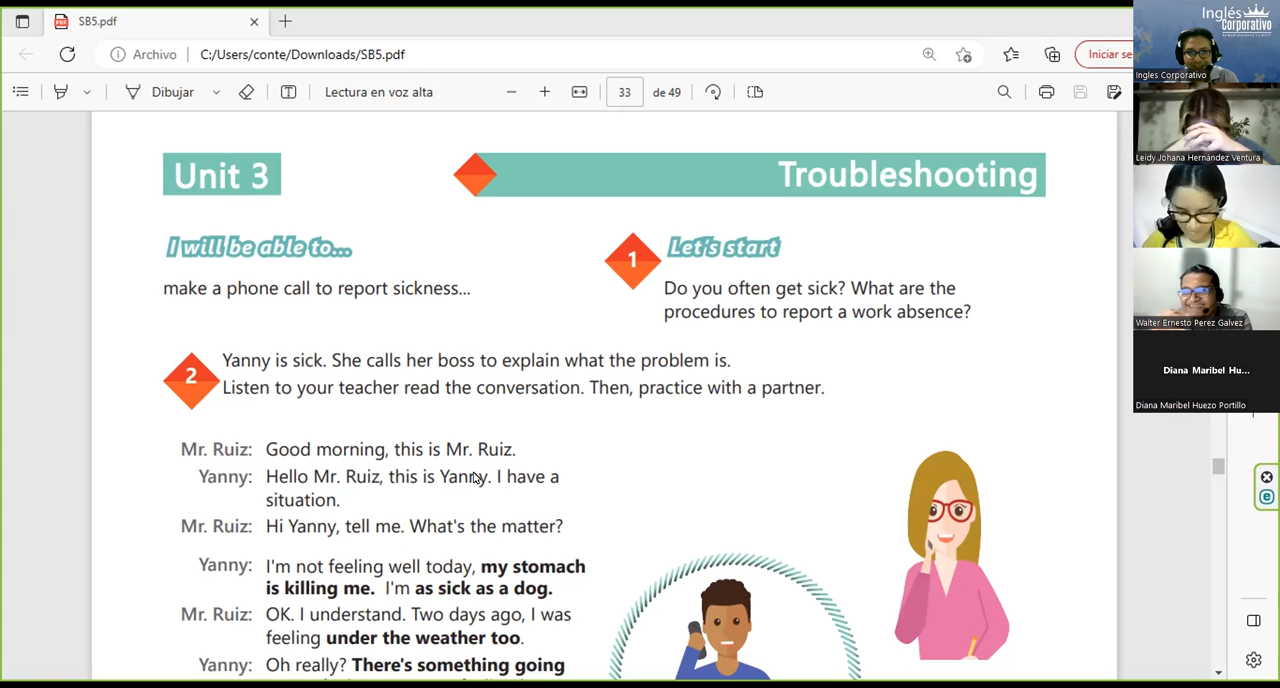 SB5.pdf
Archivo
C:/Users/conte/Downloads/SB5.pdf
Iniciar se
Dibujar
Lectura en voz alta
33
de 49
Unit 3
Troubleshooting
I will be able to...
make a phone call to report sickness...
1
Let's start
Do you often get sick? What are the
procedures to report a work absence?
2
Yanny is sick. She calls her boss to explain what the problem is.
Listen to your teacher read the conversation. Then, practice with a partner.
Mr. Ruiz: Good morning, this is Mr. Ruiz.
Yanny: Hello Mr. Ruiz, this is Yanny. I have a
situation.
Mr. Ruiz: Hi Yanny, tell me. What's the matter?
Yanny: I'm not feeling well today, my stomach
is killing me. I'm as sick as a dog.
Mr. Ruiz: OK. I understand. Two days ago, I was
feeling under the weather too.
Yanny: Oh really? There's something going
Inglés
Corporativo
Ingles Corporativo
Leidy Johana Hernández Ventura
Walter Ernesto Perez Galvez
Diana Maribel Hu...
Diana Maribel Huezo Portillo